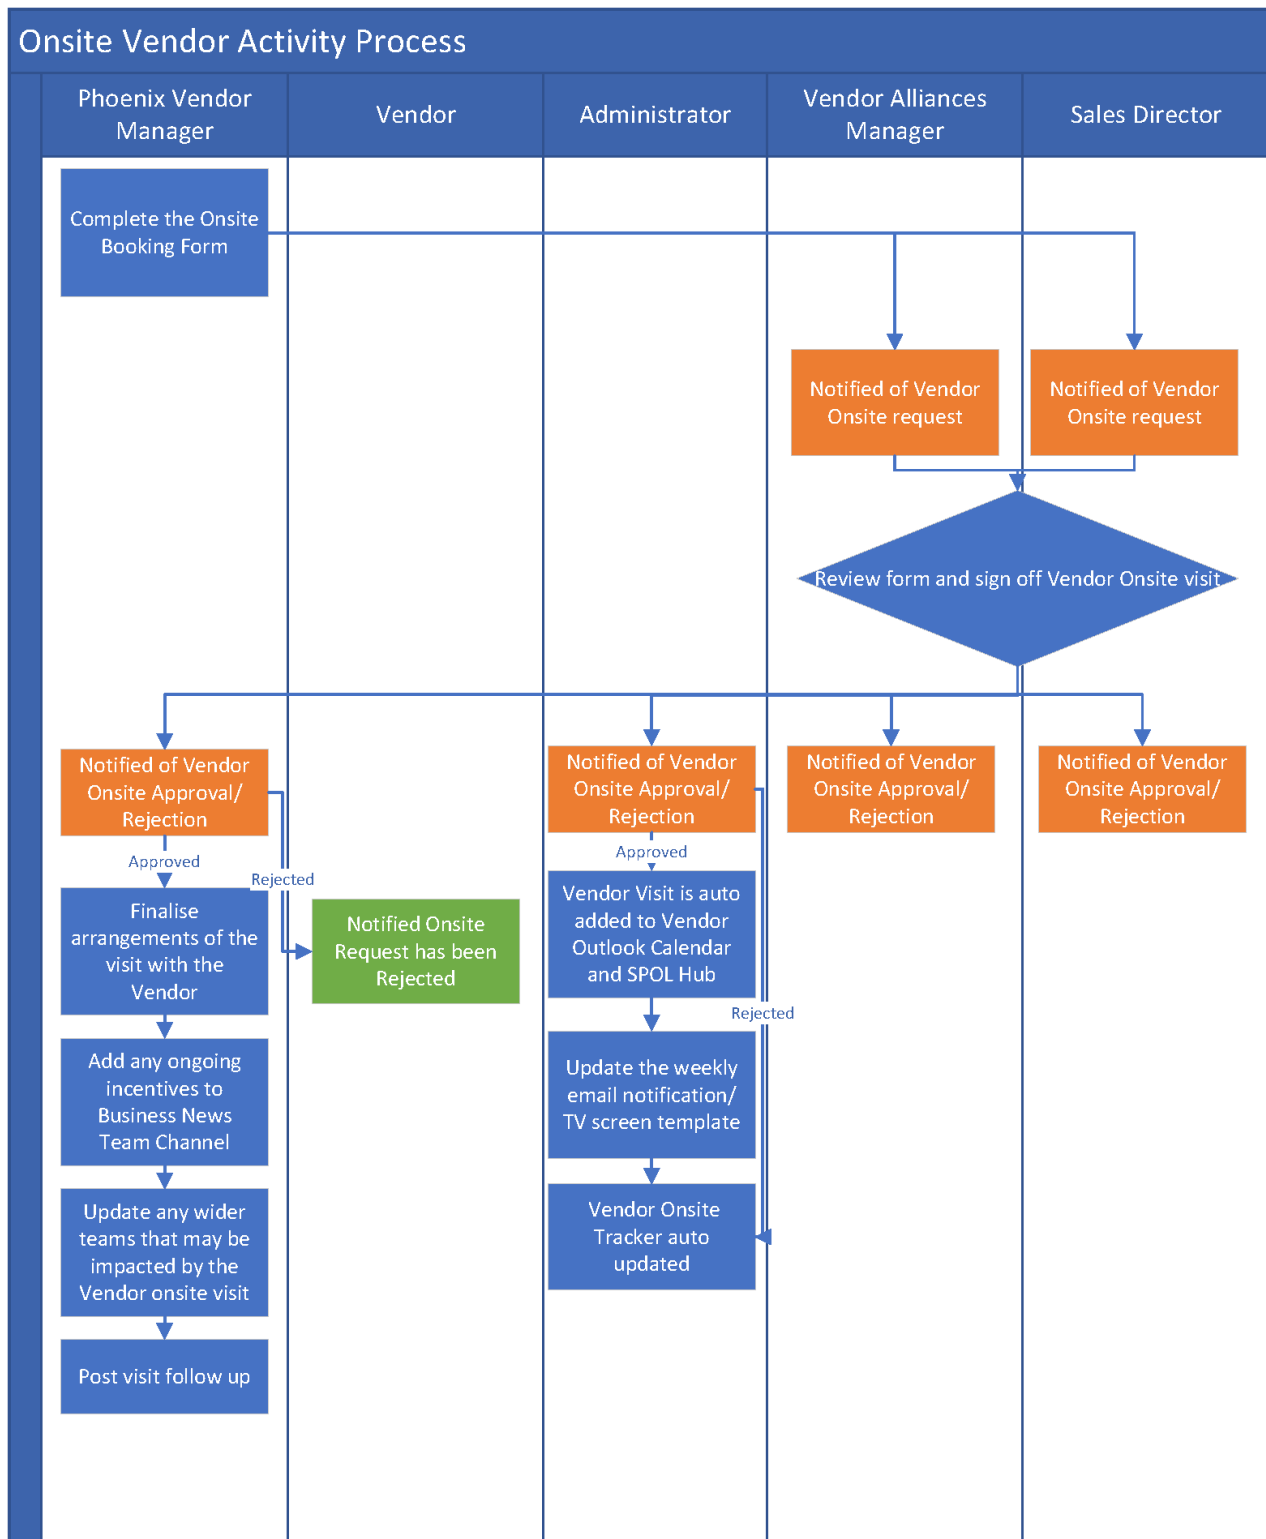 Onsite Vendor Activity Process
Phoenix Vendor
Manager
Vendor
Administrator
Vendor Alliances
Manager
Sales Director
Complete the Onsite
Booking Form
Notified of Vendor
Onsite request
Notified of Vendor
Onsite request
Review form and sign off Vendor Onsite visit
Notified of Vendor
Onsite Approval/
Rejection
Notified of Vendor
Onsite Approval/
Rejection
Notified of Vendor
Onsite Approval/
Rejection
Notified of Vendor
Onsite Approval/
Rejection
Approved
Rejected
Approved
Finalise
arrangements of the
visit with the
Vendor
Notified Onsite
Request has been
Rejected
Vendor Visit is auto
added to Vendor
Outlook Calendar
and SPOL Hub
Rejected
Add any ongoing
incentives to
Business News
Team Channel
Update the weekly
email notification/
TV screen template
Update any wider
teams that may be
impacted by the
Vendor onsite visit
Vendor Onsite
Tracker auto
updated
Post visit follow up